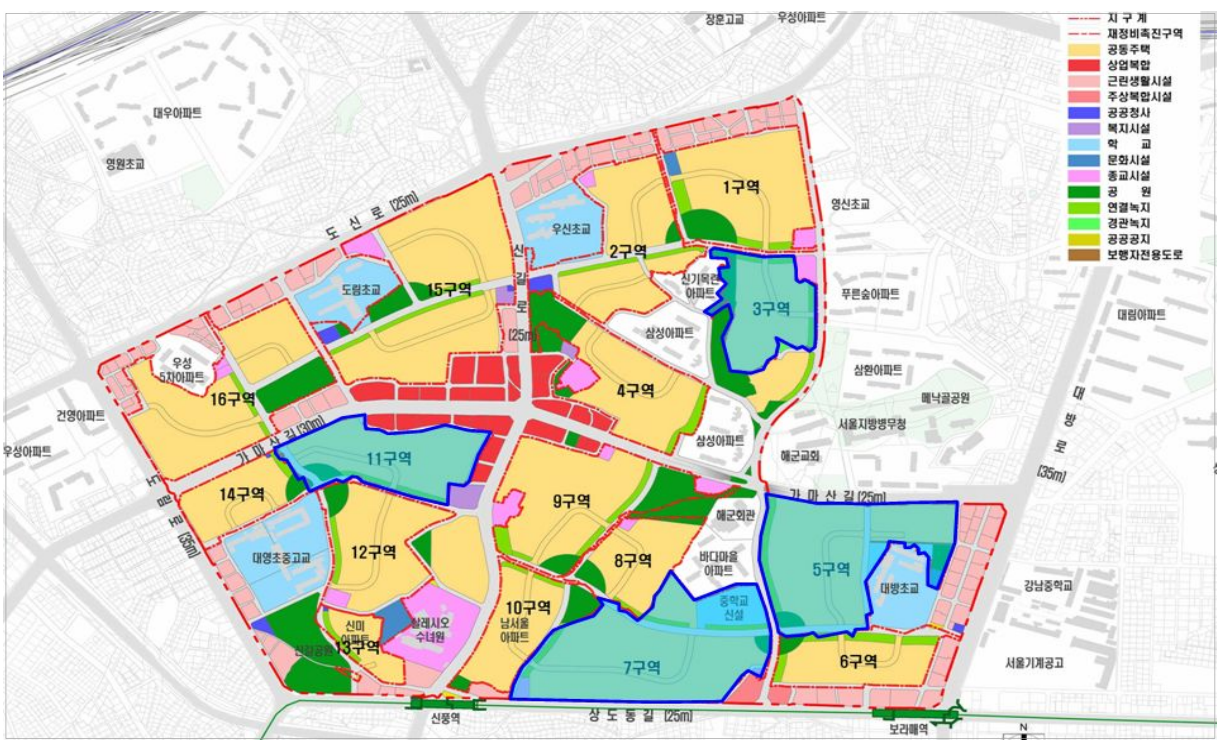 장훈고교
우성아파트
지 구 계
재정비촉진구역
공동주택
상업복합
근린생활시설
주상복합시설
공공청사
복지시설
학 교
문화시설
종교시설
공 원
연결녹지
경관녹지
공공공지
보행자전용도로
대우아파트
영원초교
도 신 로 (25m)
1구역
영신초교
우신초교
2구역
신기목련
아파트
신 길 로
(25m)
도림초교
15구역
3구역
푸른숲아파트
대림아파트
삼성아파트
우성
5차아파트
4구역
삼환아파트
메낙골공원
대 방 로
(35m)
16구역
건영아파트
서울지방병무청
우성아파트
가 마 산 길(30m)
삼성아파트
해군교회
11구역
14구역
도 림 로 (35m)
9구역
가 마 산 길(25m)
해군회관
대영초중고교
12구역
8구역
바다마을
아파트
5구역
대방초교
강남중학교
10구역
남서울
아파트
중학교
신설
신미
아파트
살레시오
수녀원
신길공원
13구역
7구역
6구역
서울기계공고
신풍역
상 도 동 길 (25m)
보라매역
N